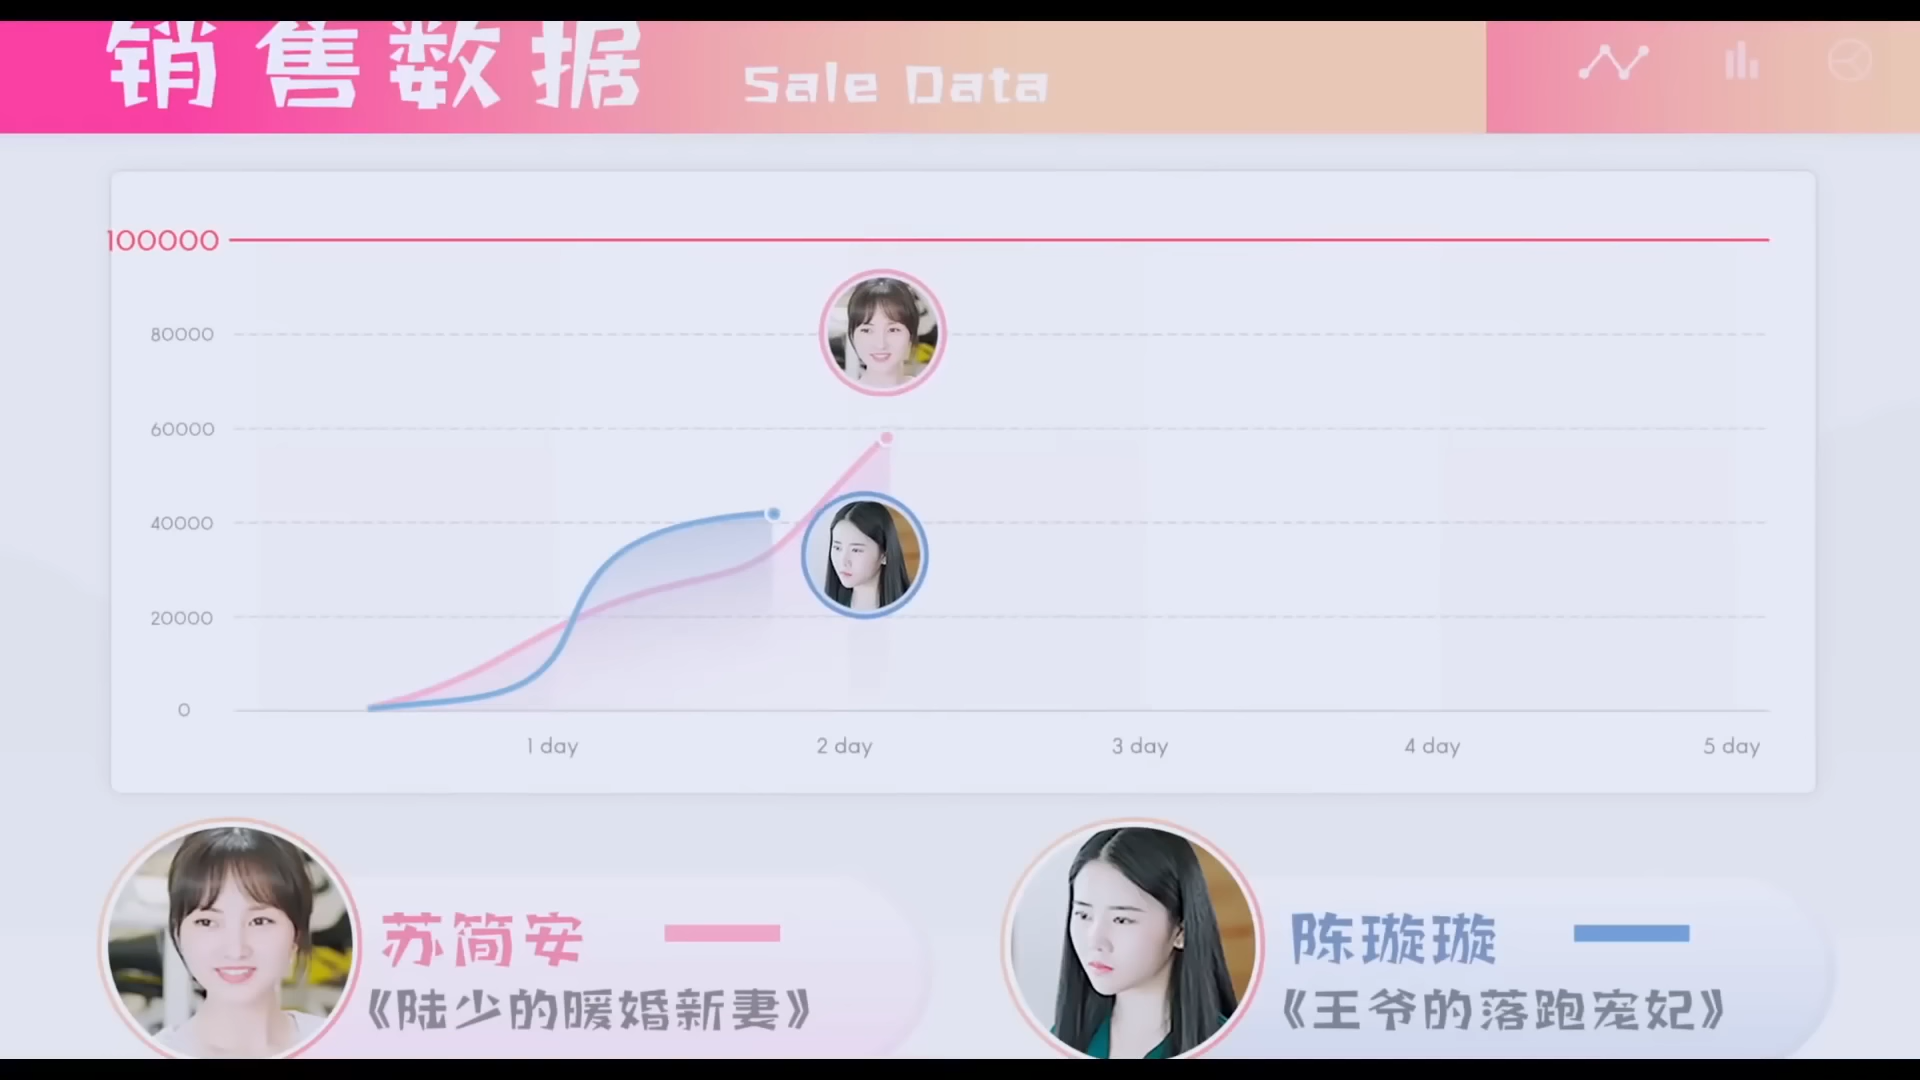 销售数据 Sale Data
100000
80000
60000
40000
20000
0
1 day 2 day 3 day 4 day 5 day
苏简安
《陆少的暖婚新妻》
陈璇璇
《王爷的落跑宠妃》